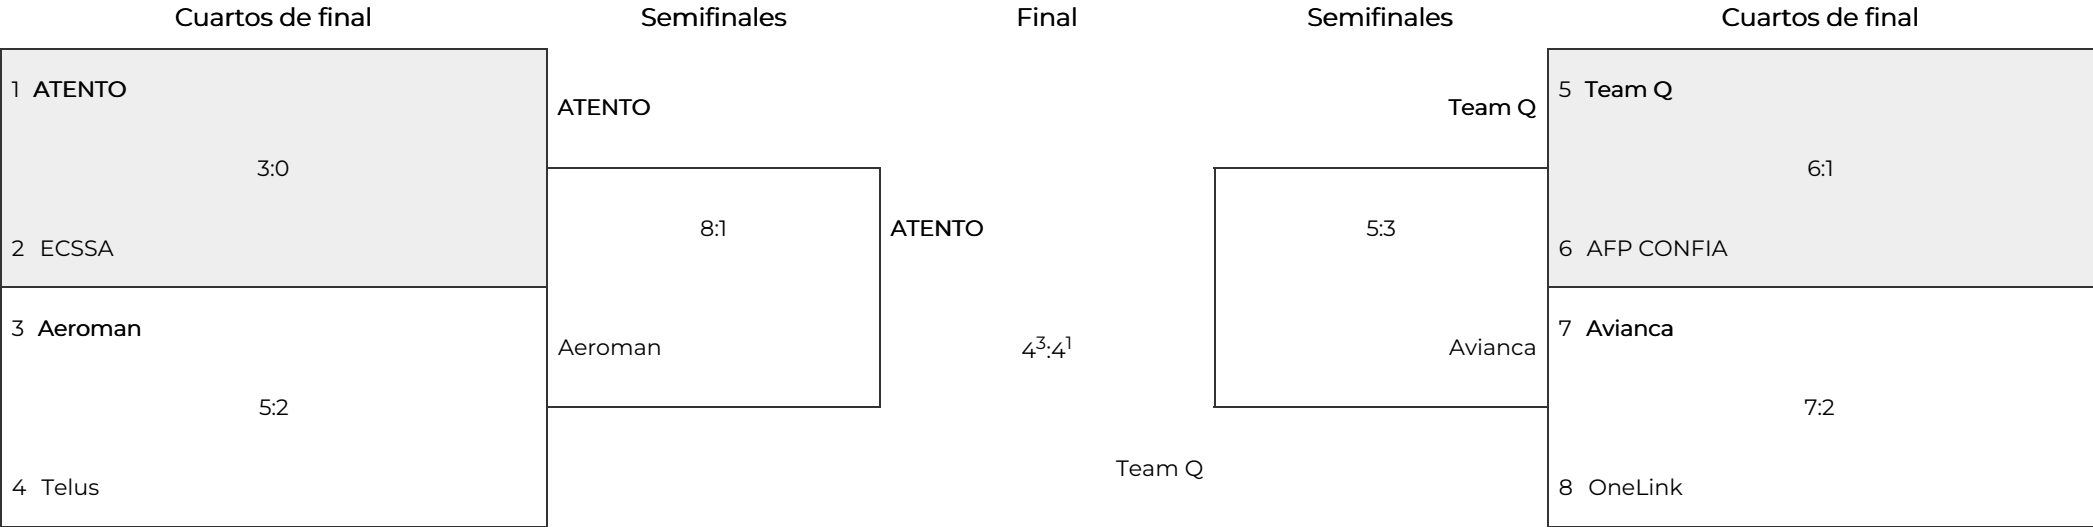 Cuartos de final
Semifinales
Final
Semifinales
Cuartos de final
1 ATENTO
3:0
2 ECSSA
3 Aeroman
5:2
4 Telus
ATENTO
8:1
Aeroman
ATENTO
4³:4¹
Team Q
Team Q
5:3
Avianca
5 Team Q
6:1
6 AFP CONFIA
7 Avianca
7:2
8 OneLink